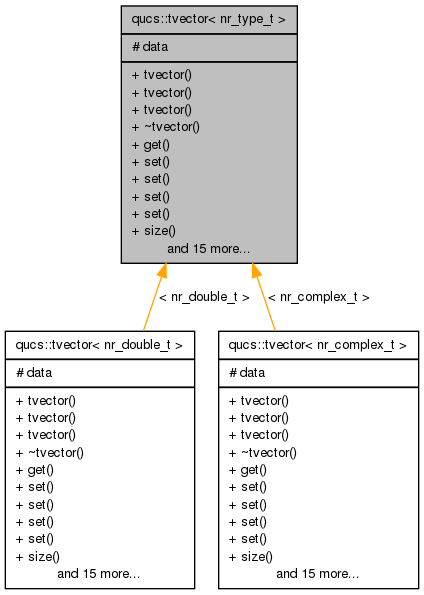 qucs::tvector< nr_type_t >
# data
+ tvector()
+ tvector()
+ tvector()
+ ~tvector()
+ get()
+ set()
+ set()
+ set()
+ set()
+ size()
and 15 more...
< nr_double_t >
< nr_complex_t >
qucs::tvector< nr_double_t >
# data
+ tvector()
+ tvector()
+ tvector()
+ ~tvector()
+ get()
+ set()
+ set()
+ set()
+ set()
+ size()
and 15 more...
qucs::tvector< nr_complex_t >
# data
+ tvector()
+ tvector()
+ tvector()
+ ~tvector()
+ get()
+ set()
+ set()
+ set()
+ set()
+ size()
and 15 more...